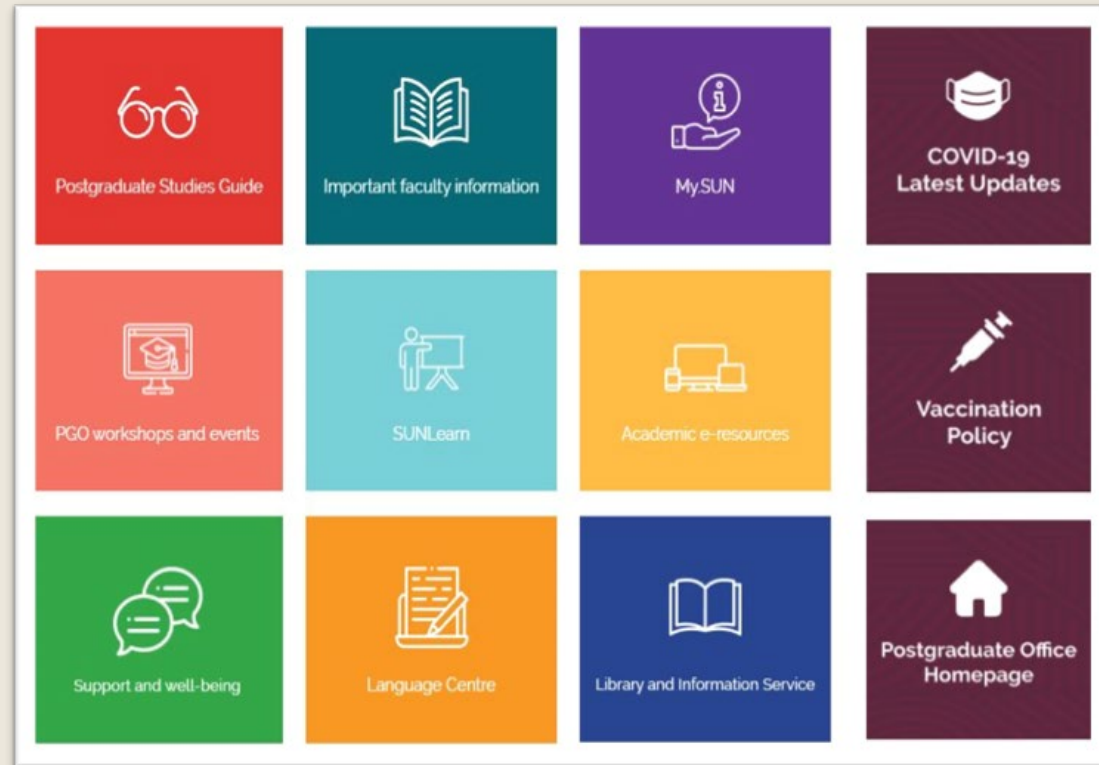 Postgraduate Studies Guide
Important faculty information
My.SUN
COVID-19
Latest Updates
PGO workshops and events
SUNLearn
Academic e-resources
Vaccination
Policy
Support and well-being
Language Centre
Library and Information Service
Postgraduate Office
Homepage